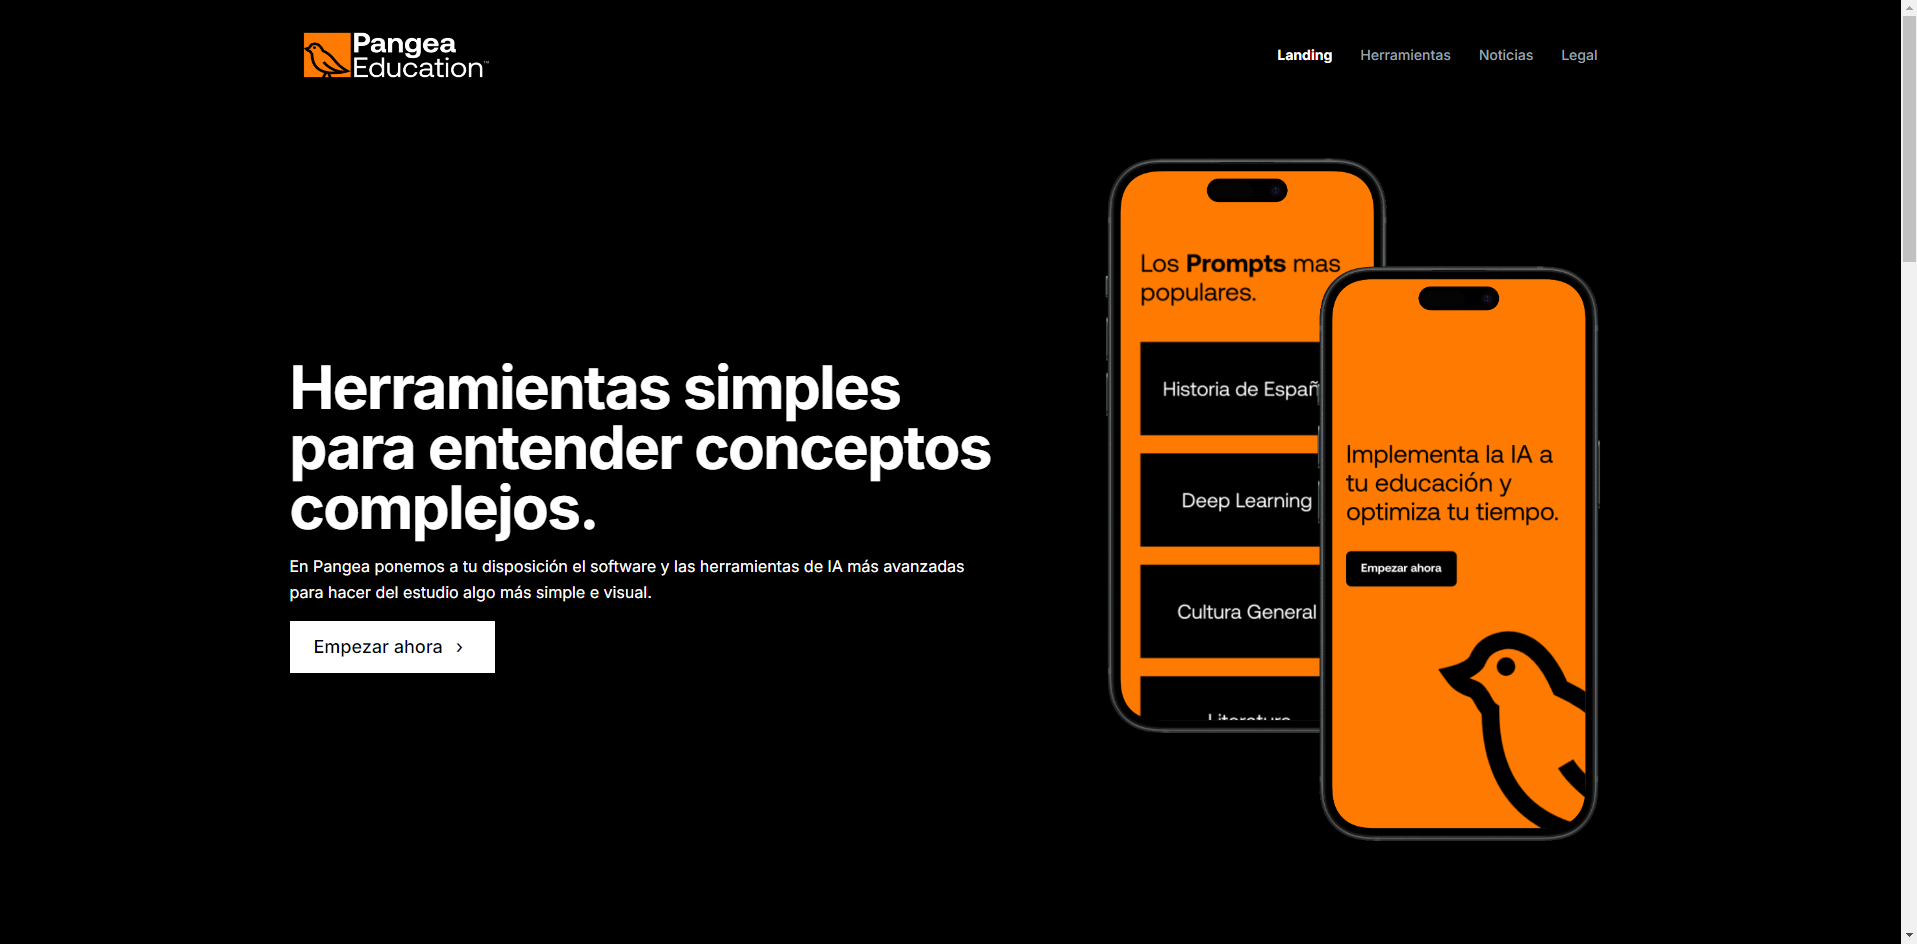 Pangea
Education™
Landing
Herramientas
Noticias
Legal
Herramientas simples
para entender conceptos
complejos.
En Pangea ponemos a tu disposición el software y las herramientas de IA más avanzadas
para hacer del estudio algo más simple e visual.
Empezar ahora ›
Los Prompts mas
populares.
Historia de Españ
Deep Learning
Cultura General
Literatura
Implementa la IA a
tu educación y
optimiza tu tiempo.
Empezar ahora